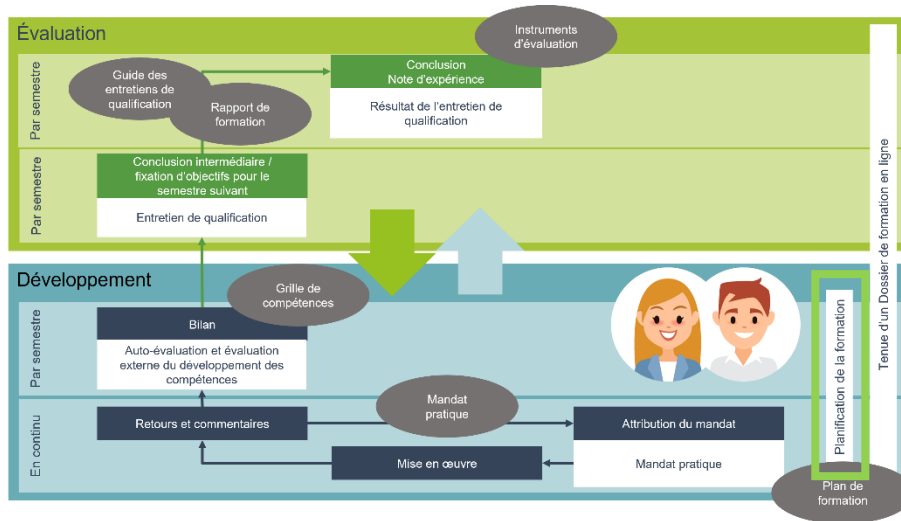 Évaluation
Instruments
d'évaluation
Par semestre
Guide des
entretiens de
qualification
Rapport de
formation
Conclusion
Note d'expérience
Résultat de l'entretien de
qualification
Par semestre
Conclusion intermédiaire /
fixation d'objectifs pour le
semestre suivant
Entretien de qualification
Développement
Grille de
compétences
Par semestre
Bilan
Auto-évaluation et évaluation
externe du développement des
compétences
En continu
Retours et commentaires
Mandat
pratique
Attribution du mandat
Mandat pratique
Mise en œuvre
Planification de la formation
Plan de
formation
Tenue d'un Dossier de formation en ligne